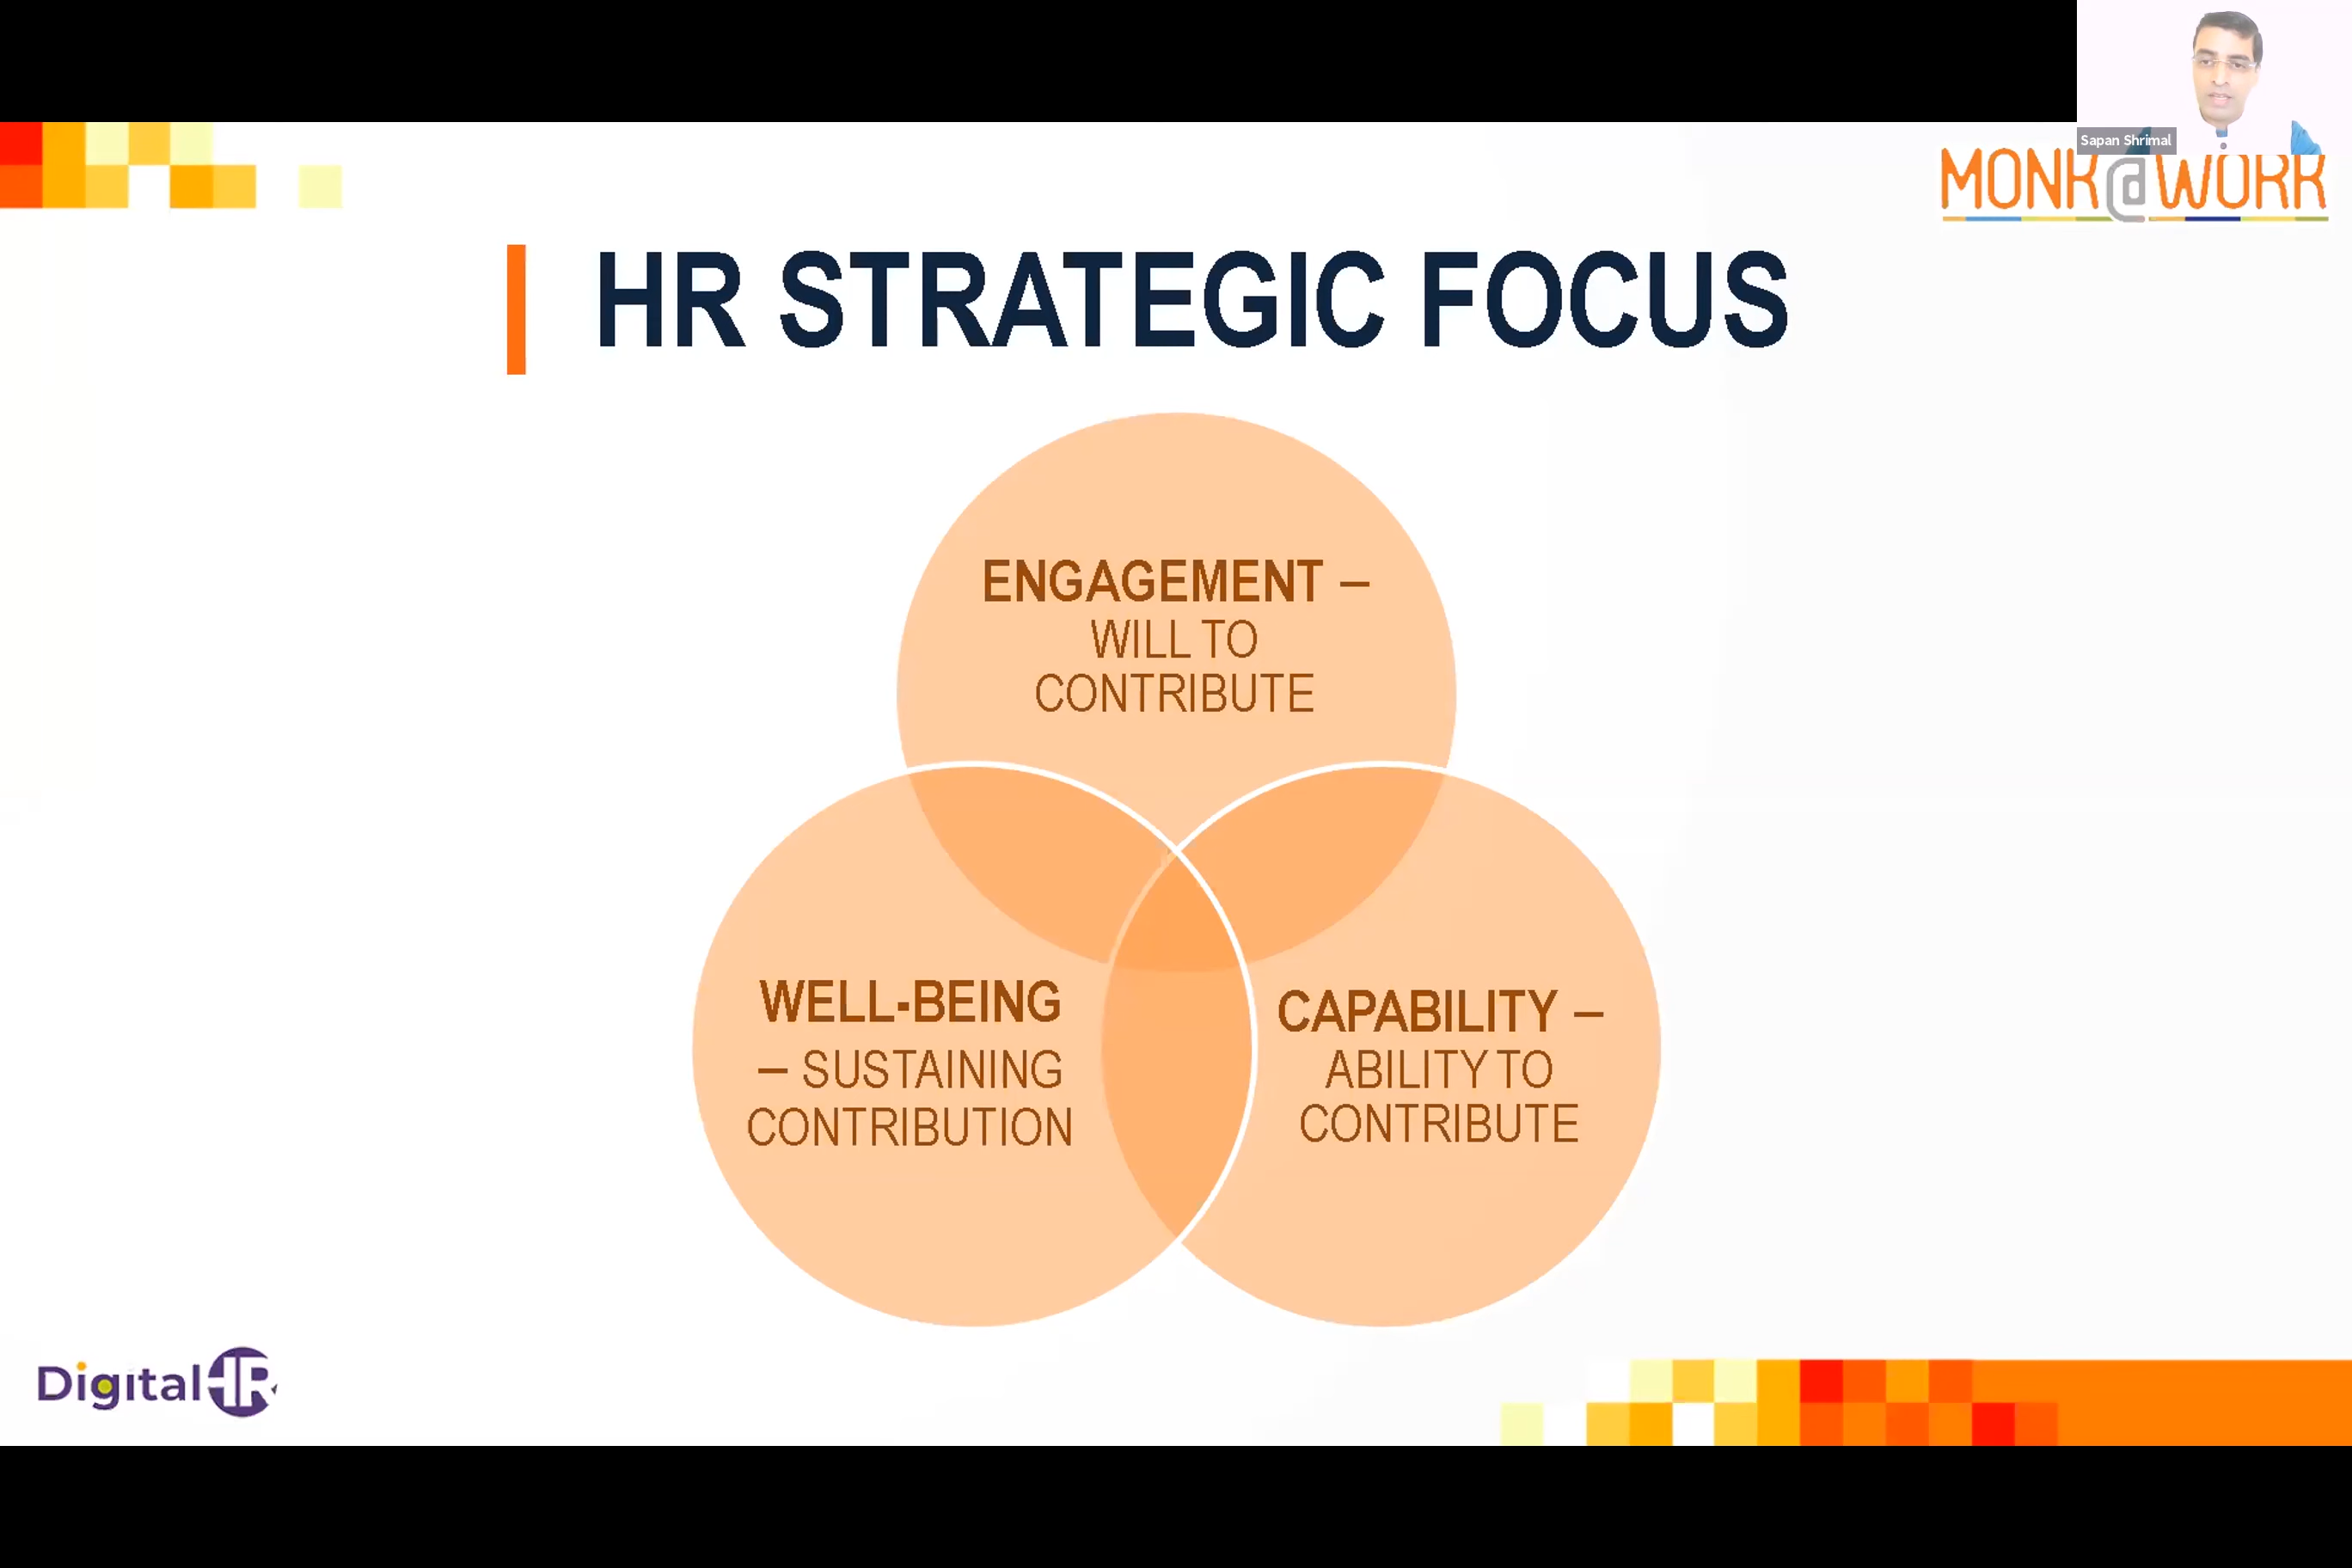 Sapan Shrimal
MONK@WORK
HR STRATEGIC FOCUS
ENGAGEMENT –
WILL TO
CONTRIBUTE
WELL-BEING
– SUSTAINING
CONTRIBUTION
CAPABILITY –
ABILITY TO
CONTRIBUTE
DigitalHR